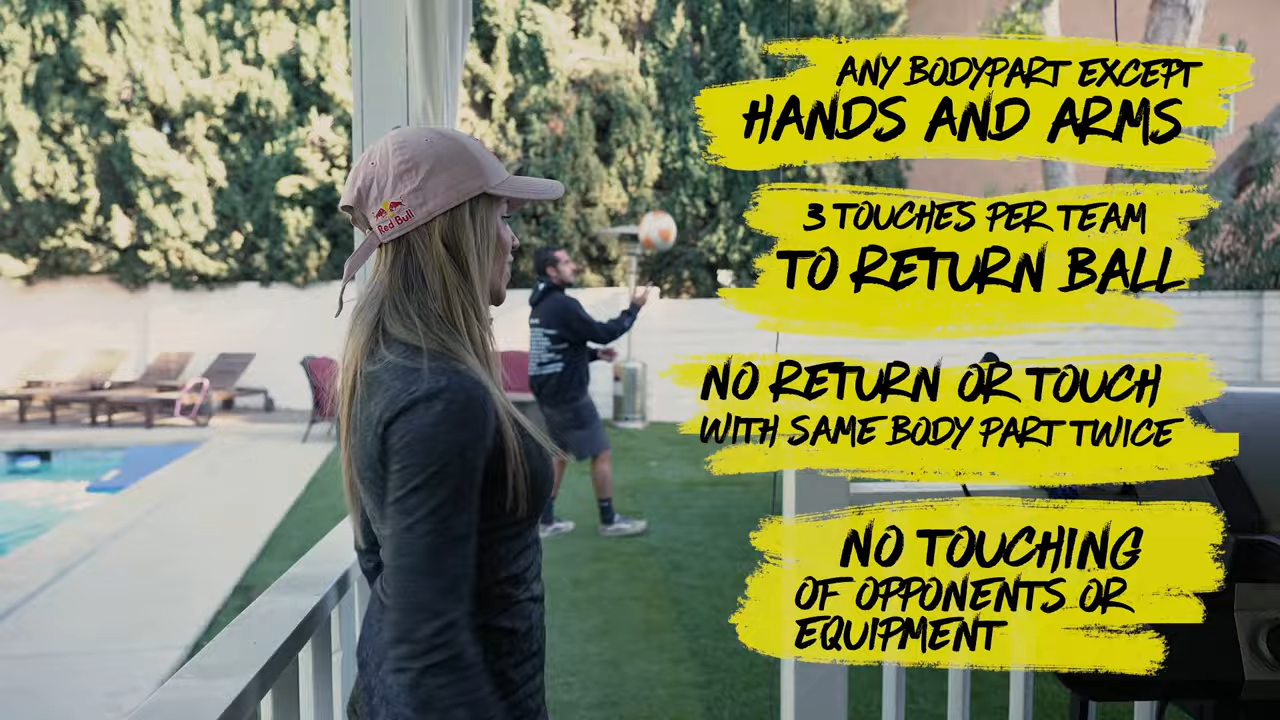 ANY BODYPART EXCEPT
HANDS AND ARMS
3 TOUCHES PER TEAM
TO RETURN BALL
NO RETURN OR TOUCH
WITH SAME BODY PART TWICE
NO TOUCHING
OF OPPONENTS OR
EQUIPMENT
Red Bull